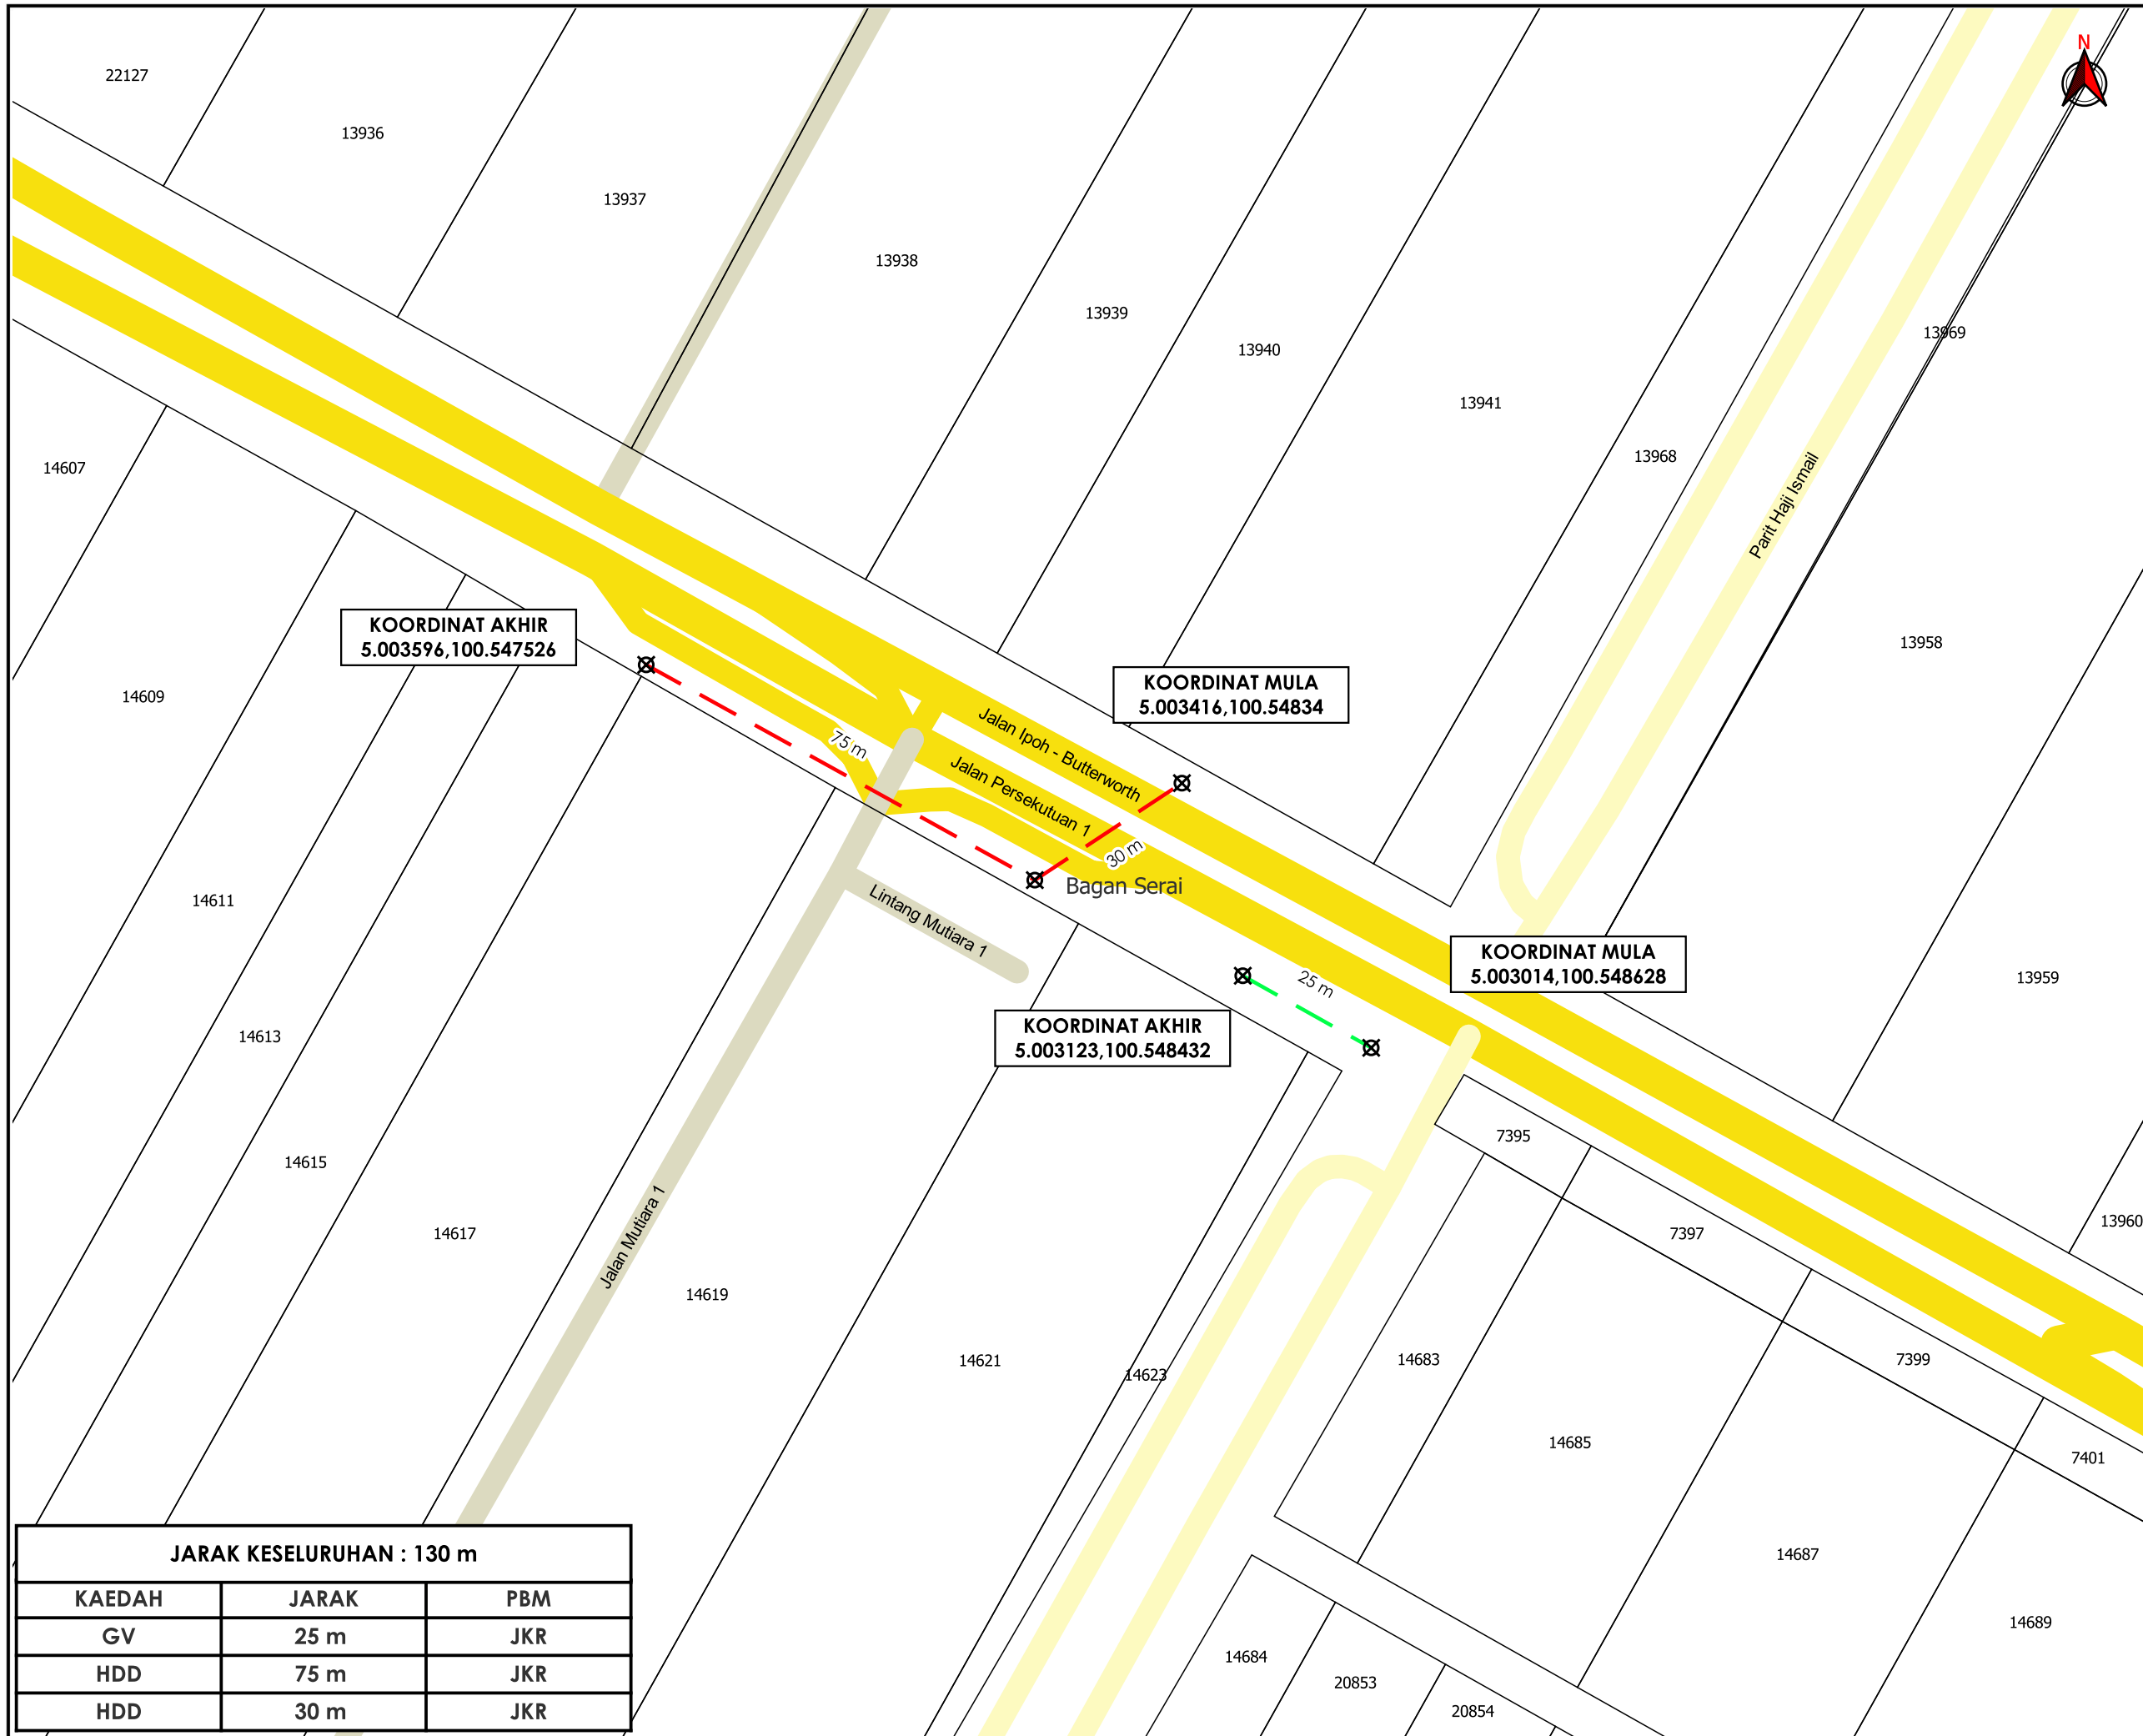 N
22127
13936
13937
13938
13939
13940
13941
13968
13969
Parit Haji Ismail
13958
13959
13960
14607
14609
14611
14613
14615
14617
14619
14621
14623
KOORDINAT AKHIR
5.003596,100.547526
KOORDINAT MULA
5.003416,100.54834
75 m
Jalan Ipoh - Butterworth
Jalan Persekutuan 1
30 m
Bagan Serai
Lintang Mutiara 1
Jalan Mutiara 1
25 m
KOORDINAT MULA
5.003014,100.548628
KOORDINAT AKHIR
5.003123,100.548432
7395
7397
7399
7401
14683
14685
14687
14689
14684
20853
20854
JARAK KESELURUHAN : 130 m
KAEDAH JARAK PBM
GV 25 m JKR
HDD 75 m JKR
HDD 30 m JKR